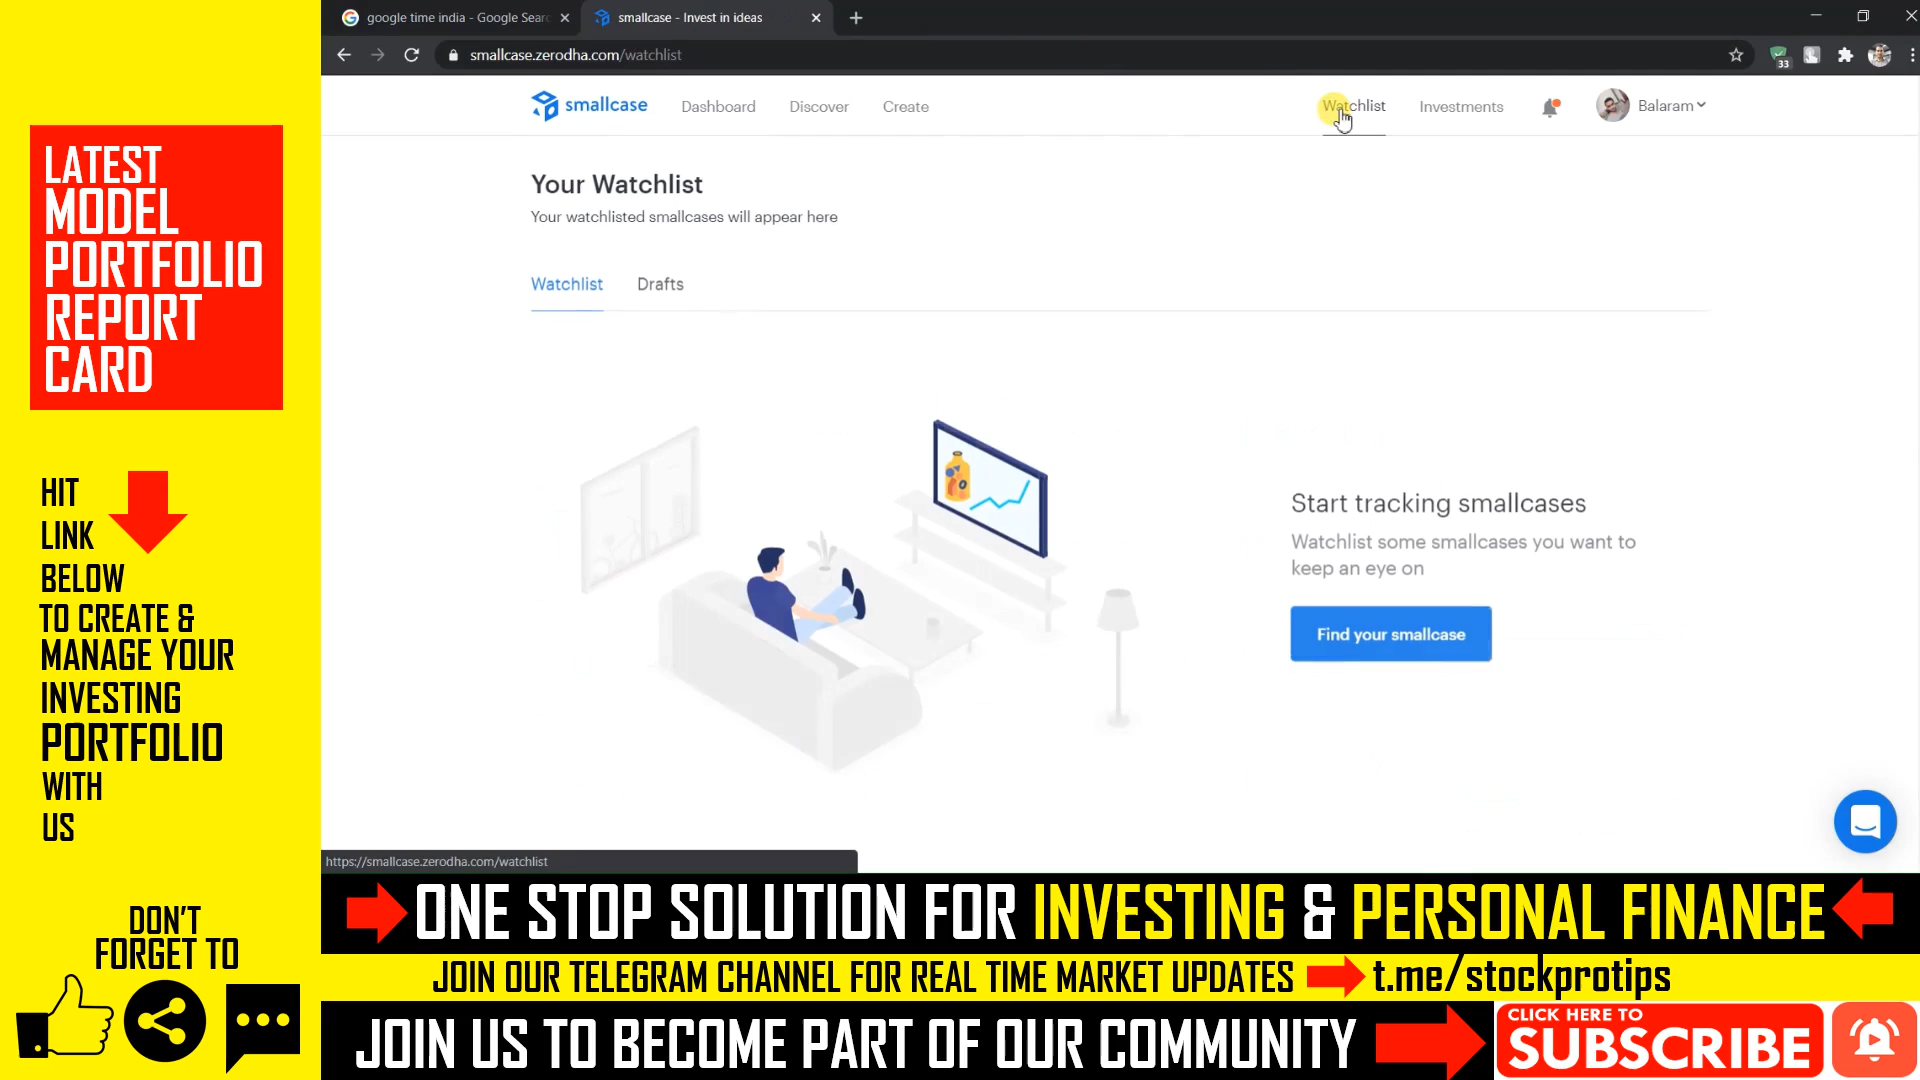 google time india - Google Sear
smallcase - Invest in ideas
smallcase.zerodha.com/watchlist
33
smallcase
Dashboard
Discover
Create
Watchlist
Investments
Balaram
Your Watchlist
Your watchlisted smallcases will appear here
Watchlist
Drafts
Start tracking smallcases
Watchlist some smallcases you want to
keep an eye on
Find your smallcase
https://smallcase.zerodha.com/watchlist
LATEST
MODEL
PORTFOLIO
REPORT
CARD
HIT
LINK
BELOW
TO CREATE &
MANAGE YOUR
INVESTING
PORTFOLIO
WITH
US
DON'T
FORGET TO
ONE STOP SOLUTION FOR INVESTING & PERSONAL FINANCE
JOIN OUR TELEGRAM CHANNEL FOR REAL TIME MARKET UPDATES
t.me/stockprotips
JOIN US TO BECOME PART OF OUR COMMUNITY
CLICK HERE TO
SUBSCRIBE